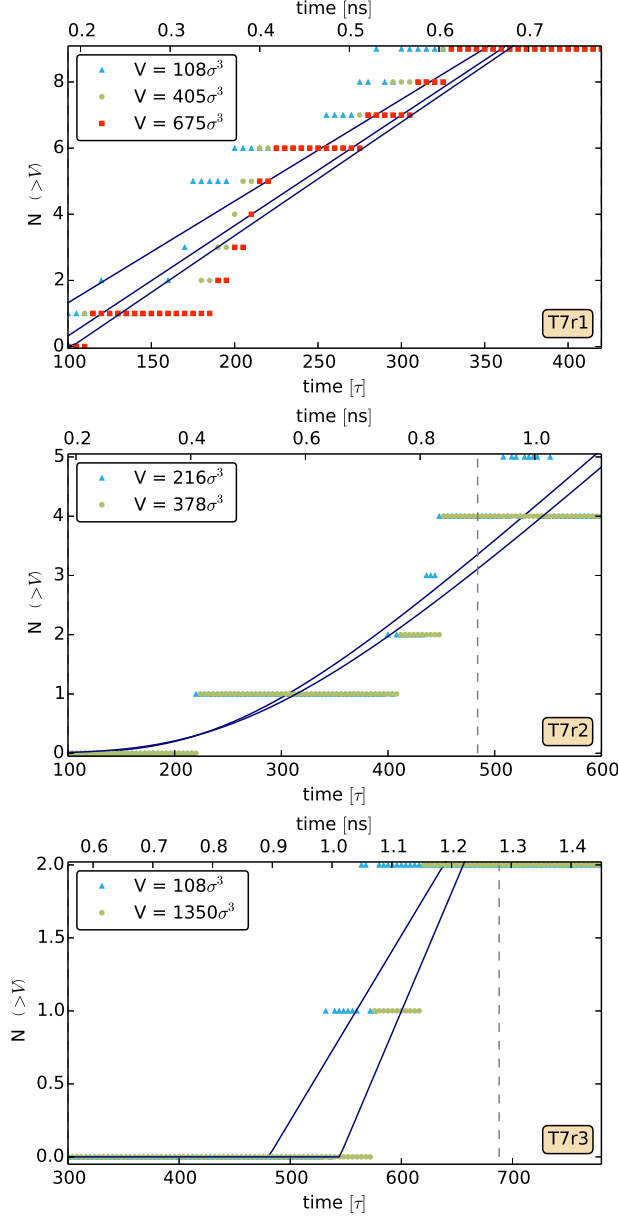 time [ns]
0.2 0.3 0.4 0.5 0.6 0.7
V = 108σ³
V = 405σ³
V = 675σ³
8
6
4
2
0
N (>V)
T7r1
100 150 200 250 300 350 400
time [τ]
time [ns]
0.2 0.4 0.6 0.8 1.0
V = 216σ³
V = 378σ³
5
4
3
2
1
0
N (>V)
T7r2
100 200 300 400 500 600
time [τ]
time [ns]
0.6 0.7 0.8 0.9 1.0 1.1 1.2 1.3 1.4
V = 108σ³
V = 1350σ³
2.0
1.5
1.0
0.5
0.0
N (>V)
T7r3
300 400 500 600 700
time [τ]